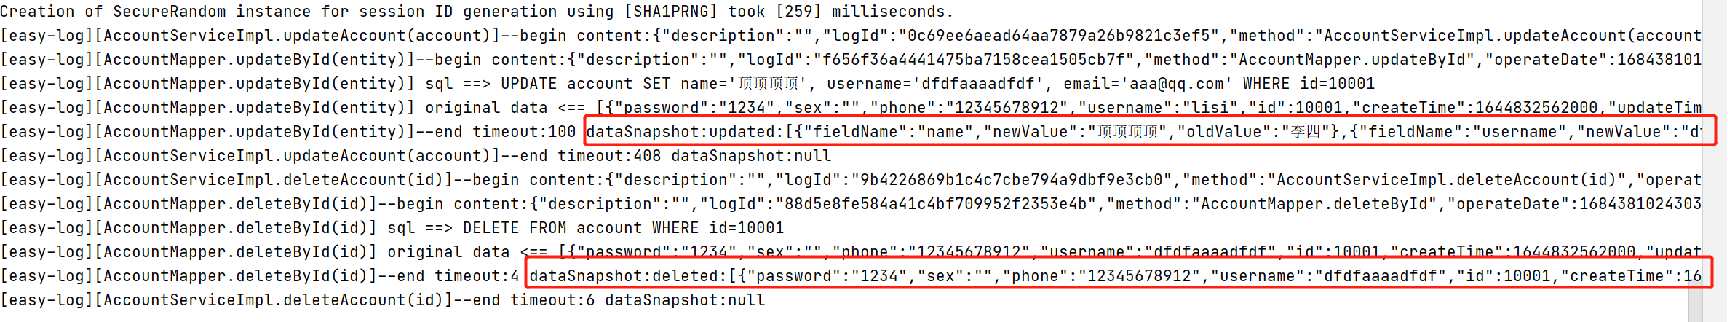 Creation of SecureRandom instance for session ID generation using [SHA1PRNG] took [259] milliseconds.
[easy-log][AccountServiceImpl.updateAccount(account)]--begin content:{"description":"","logId":"0c69ee6aead64aa7879a26b9821c3ef5","method":"AccountServiceImpl.updateAccount(account
[easy-log][AccountMapper.updateById(entity)]--begin content:{"description":"","logId":"f656f36a4441475ba7158cea1505cb7f","method":"AccountMapper.updateById","operateDate":168438101
[easy-log][AccountMapper.updateById(entity)] sql ==> UPDATE account SET name='顶顶顶顶', username='dfdfaaaadfdf', email='aaa@qq.com' WHERE id=10001
[easy-log][AccountMapper.updateById(entity)] original data <== [{"password":"1234","sex":"","phone":"12345678912","username":"lisi","id":10001,"createTime":1644832562000,"updateTim
[easy-log][AccountMapper.updateById(entity)]--end timeout:100 dataSnapshot:updated:[{"fieldName":"name","newValue":"顶顶顶顶","oldValue":"李四"},{"fieldName":"username","newValue":"df
[easy-log][AccountServiceImpl.updateAccount(account)]--end timeout:408 dataSnapshot:null
[easy-log][AccountServiceImpl.deleteAccount(id)]--begin content:{"description":"","logId":"9b4226869b1c4c7cbe794a9dbf9e3cb0","method":"AccountServiceImpl.deleteAccount(id)","operat
[easy-log][AccountMapper.deleteById(id)]--begin content:{"description":"","logId":"88d5e8fe584a41c4bf709952f2353e4b","method":"AccountMapper.deleteById","operateDate":1684381024303
[easy-log][AccountMapper.deleteById(id)] sql ==> DELETE FROM account WHERE id=10001
[easy-log][AccountMapper.deleteById(id)] original data <== [{"password":"1234","sex":"","phone":"12345678912","username":"dfdfaaaadfdf","id":10001,"createTime":1644832562000,"updat
[easy-log][AccountMapper.deleteById(id)]--end timeout:4 dataSnapshot:deleted:[{"password":"1234","sex":"","phone":"12345678912","username":"dfdfaaaadfdf","id":10001,"createTime":16
[easy-log][AccountServiceImpl.deleteAccount(id)]--end timeout:6 dataSnapshot:null